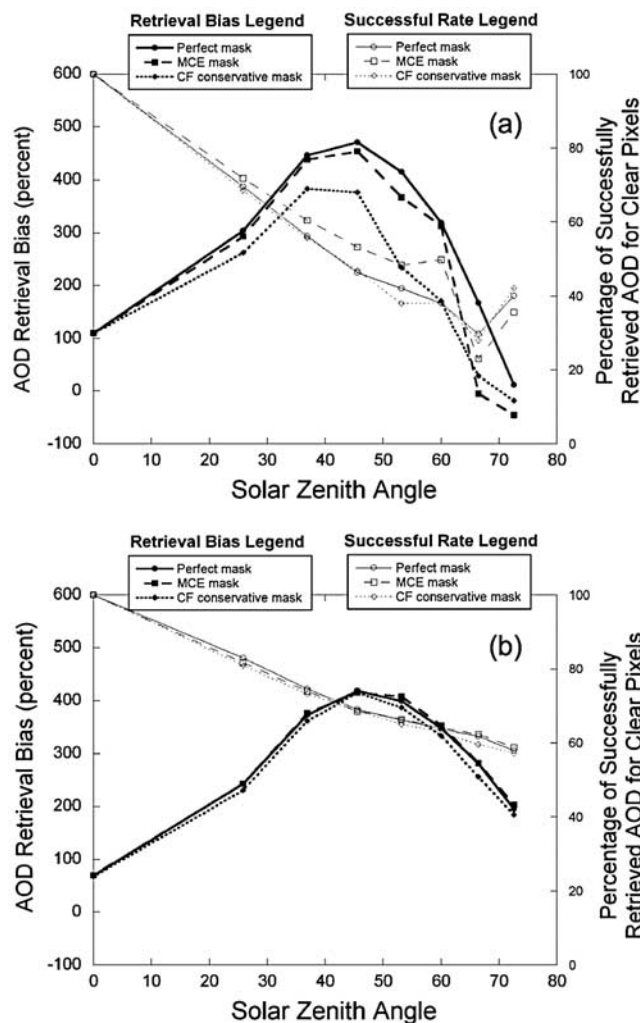 Retrieval Bias Legend
Successful Rate Legend
Perfect mask
MCE mask
CF conservative mask
Perfect mask
MCE mask
CF conservative mask
(a)
600
500
400
300
200
100
0
-100
AOD Retrieval Bias (percent)
100
80
60
40
20
0
Percentage of Successfully
Retrieved AOD for Clear Pixels
0 10 20 30 40 50 60 70 80
Solar Zenith Angle
Retrieval Bias Legend
Successful Rate Legend
Perfect mask
MCE mask
CF conservative mask
Perfect mask
MCE mask
CF conservative mask
(b)
600
500
400
300
200
100
0
-100
AOD Retrieval Bias (percent)
100
80
60
40
20
0
Percentage of Successfully
Retrieved AOD for Clear Pixels
0 10 20 30 40 50 60 70 80
Solar Zenith Angle